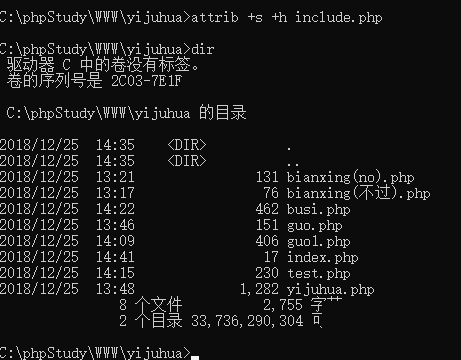 C:\phpStudy\WWW\yijuhua>attrib +s +h include.php
C:\phpStudy\WWW\yijuhua>dir
驱动器 C 中的卷没有标签。
卷的序列号是 2C03-7E1F
C:\phpStudy\WWW\yijuhua 的目录
2018/12/25  14:35    <DIR>          .
2018/12/25  14:35    <DIR>          ..
2018/12/25  13:21               131 bianxing(no).php
2018/12/25  13:17                76 bianxing(不过).php
2018/12/25  14:22               462 busi.php
2018/12/25  13:46               151 guo.php
2018/12/25  14:09               406 guo1.php
2018/12/25  14:41                17 index.php
2018/12/25  14:15               230 test.php
2018/12/25  13:48             1,282 yijuhua.php
8 个文件          2,755 字
2 个目录 33,736,290,304 可
C:\phpStudy\WWW\yijuhua>